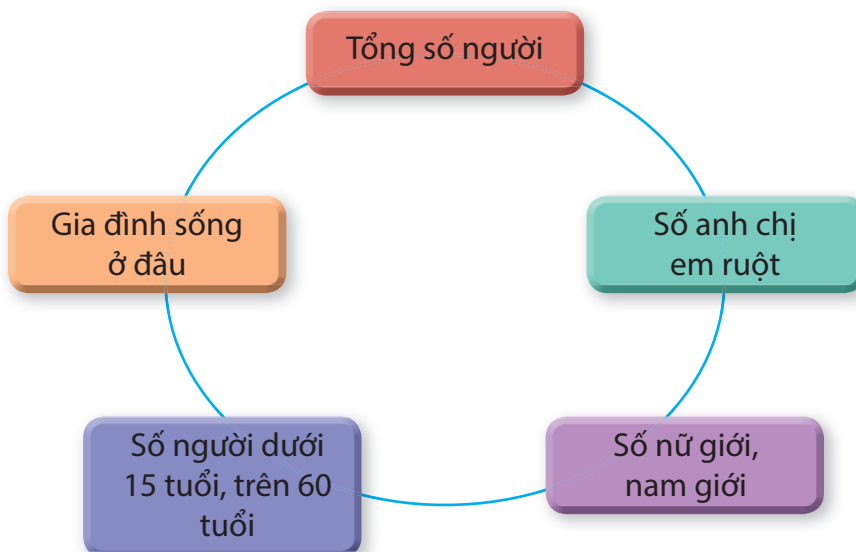 Tổng số người
Gia đình sống
ở đâu
Số anh chị
em ruột
Số người dưới
15 tuổi, trên 60
tuổi
Số nữ giới,
nam giới